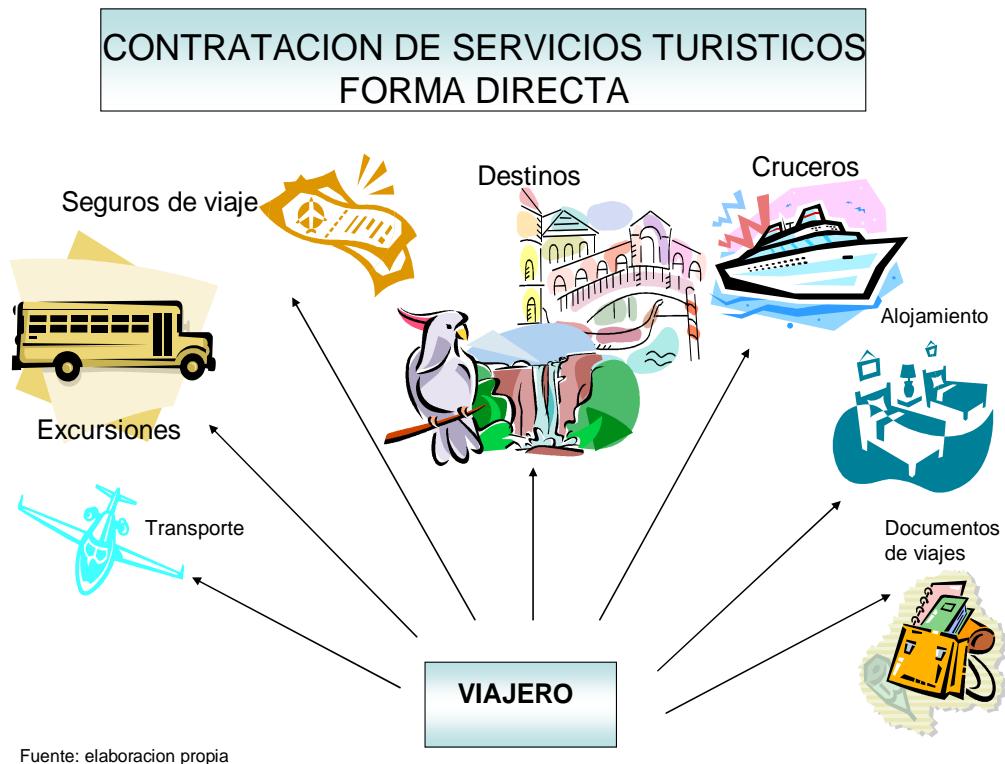 CONTRATACION DE SERVICIOS TURISTICOS
FORMA DIRECTA
Seguros de viaje
Destinos
Cruceros
Alojamiento
Excursiones
Transporte
Documentos
de viajes
VIAJERO
Fuente: elaboracion propia